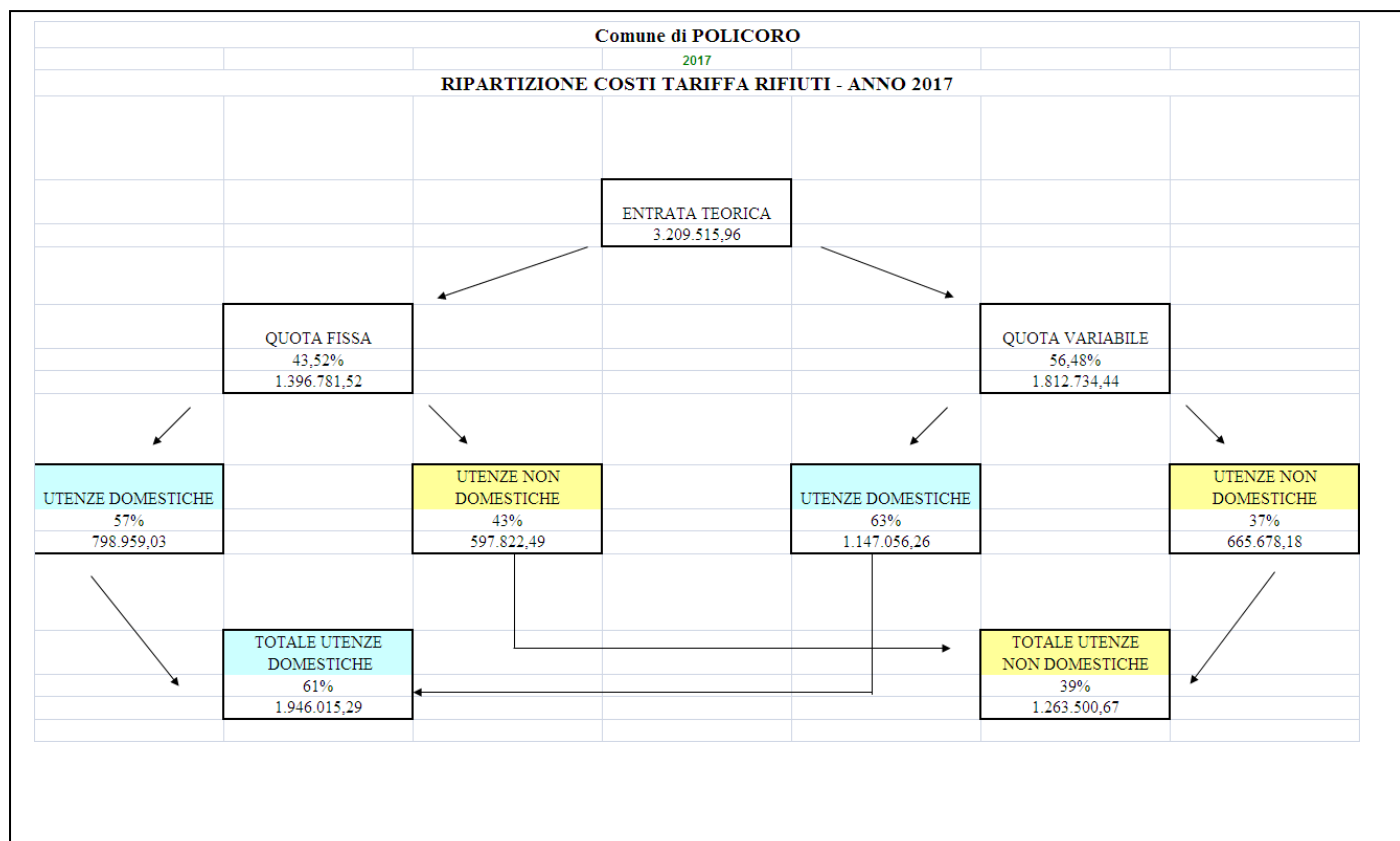 Comune di POLICORO
2017
RIPARTIZIONE COSTI TARIFFA RIFIUTI - ANNO 2017
ENTRATA TEORICA
3.209.515,96
QUOTA FISSA
43,52%
1.396.781,52
QUOTA VARIABILE
56,48%
1.812.734,44
UTENZE DOMESTICHE
57%
798.959,03
UTENZE NON
DOMESTICHE
43%
597.822,49
UTENZE DOMESTICHE
63%
1.147.056,26
UTENZE NON
DOMESTICHE
37%
665.678,18
TOTALE UTENZE
DOMESTICHE
61%
1.946.015,29
TOTALE UTENZE
NON DOMESTICHE
39%
1.263.500,67